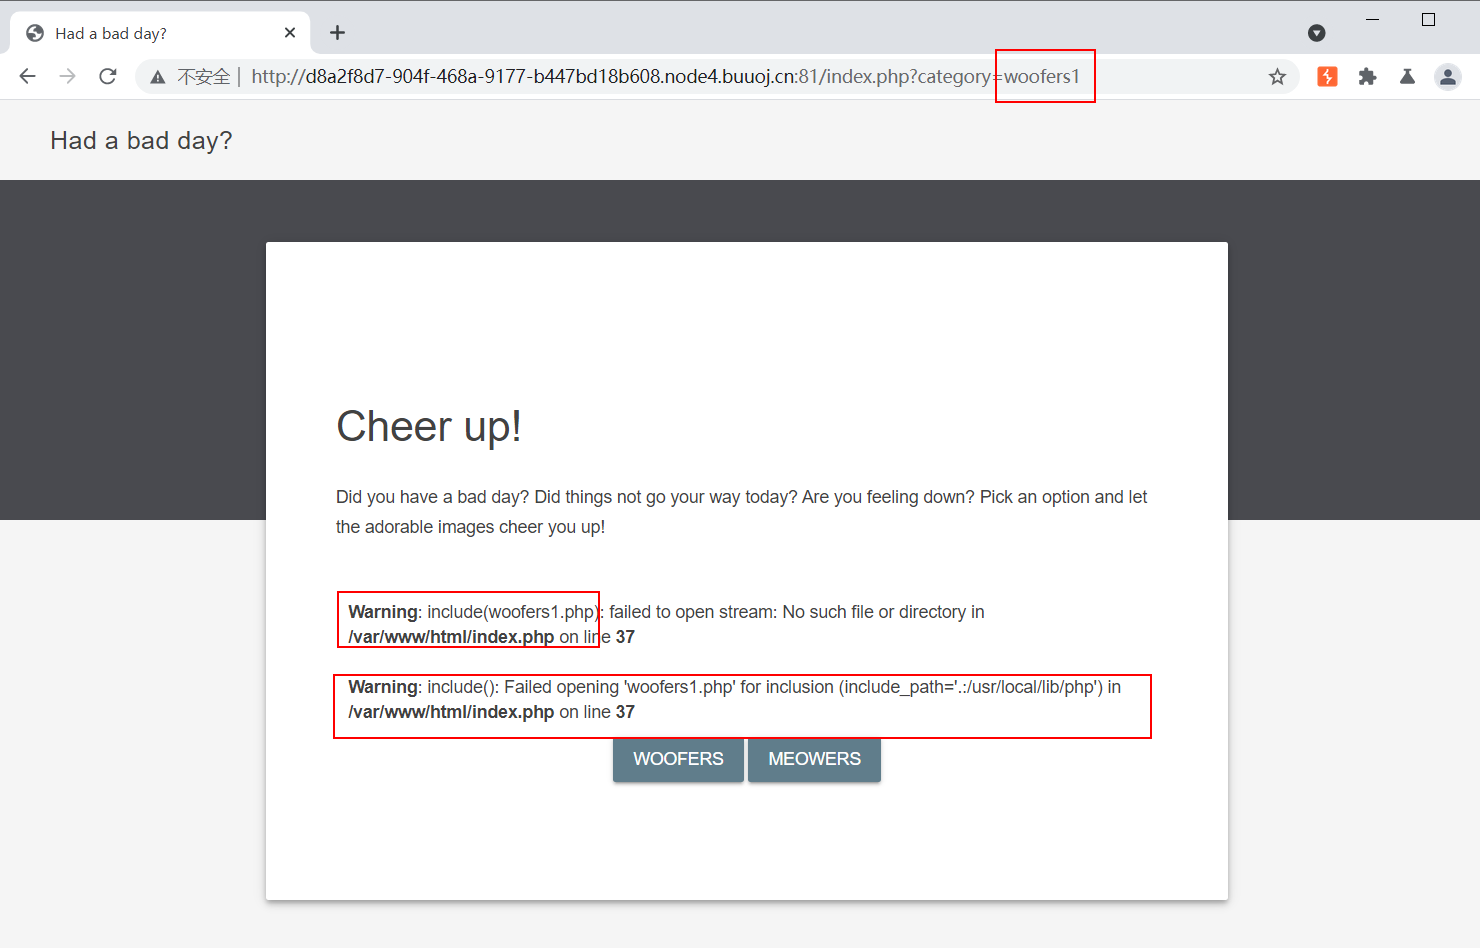 Had a bad day?
不安全 | http://d8a2f8d7-904f-468a-9177-b447bd18b608.node4.buuoj.cn:81/index.php?category=woofers1
Had a bad day?
Cheer up!
Did you have a bad day? Did things not go your way today? Are you feeling down? Pick an option and let
the adorable images cheer you up!
Warning: include(woofers1.php): failed to open stream: No such file or directory in
/var/www/html/index.php on line 37
Warning: include(): Failed opening 'woofers1.php' for inclusion (include_path='.:/usr/local/lib/php') in
/var/www/html/index.php on line 37
WOOFERS MEOWERS